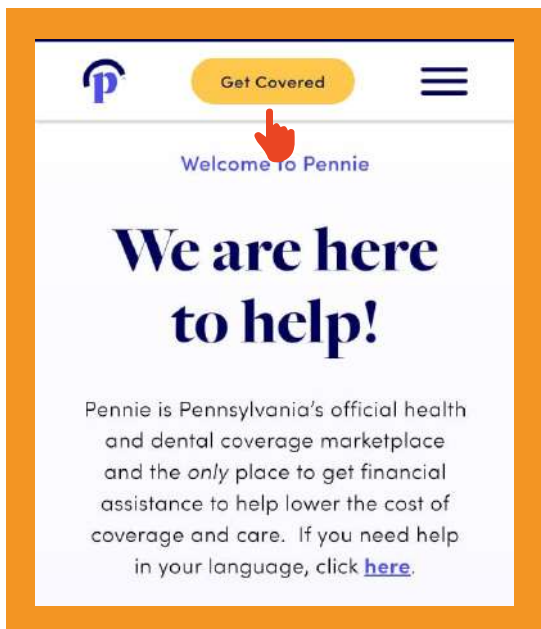 p
Get Covered
Welcome To Pennie
We are here
to help!
Pennie is Pennsylvania’s official health
and dental coverage marketplace
and the only place to get financial
assistance to help lower the cost of
coverage and care.  If you need help
in your language, click here.